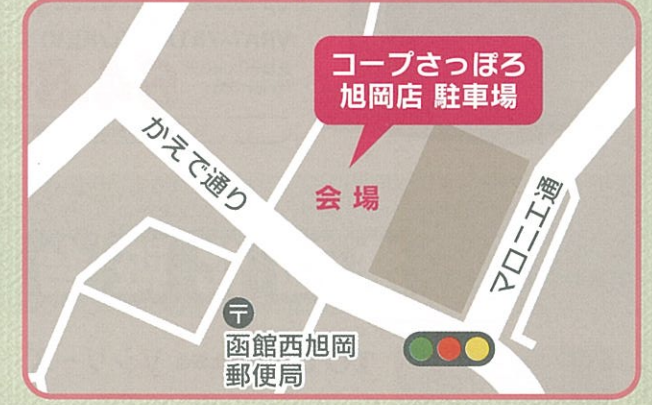 コープさっぽろ
旭岡店 駐車場
かえで通り
会場
マロニエ通
〒
函館西旭岡
郵便局